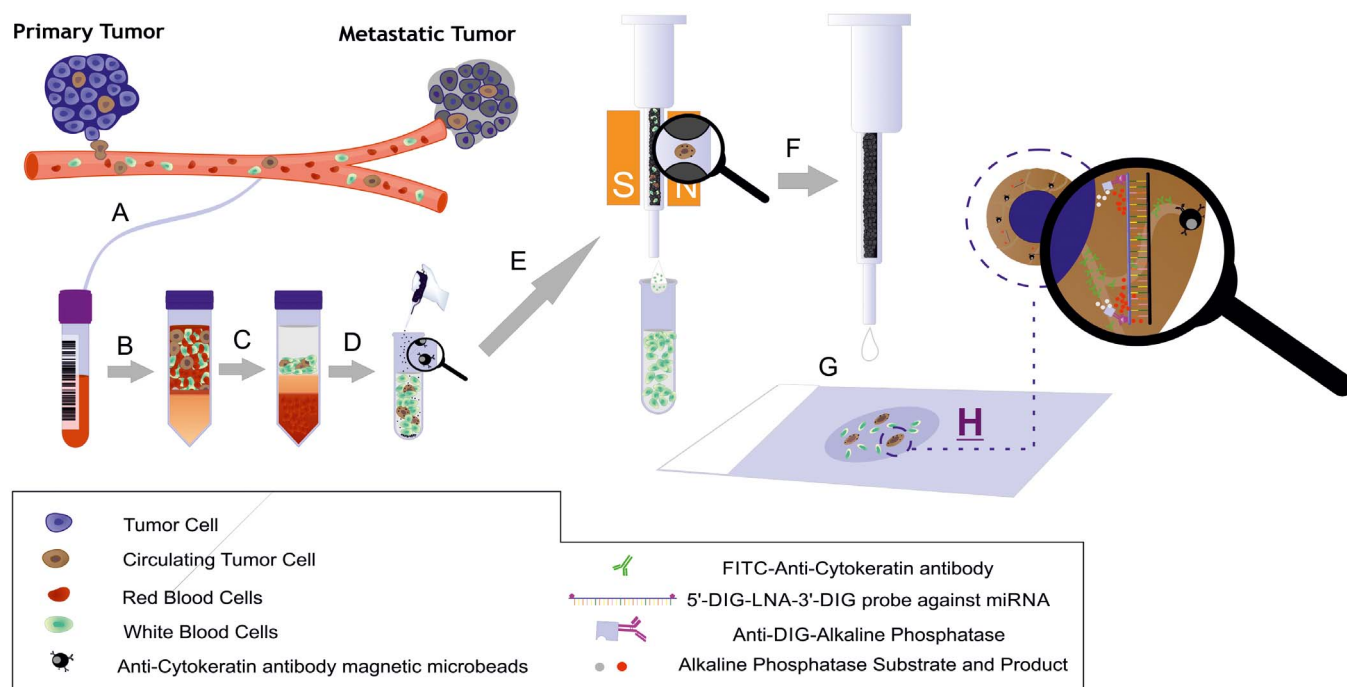 Primary Tumor
Metastatic Tumor
A
B
C
D
E
S
N
F
G
H
Tumor Cell
Circulating Tumor Cell
Red Blood Cells
White Blood Cells
Anti-Cytokeratin antibody magnetic microbeads
FITC-Anti-Cytokeratin antibody
5'-DIG-LNA-3'-DIG probe against miRNA
Anti-DIG-Alkaline Phosphatase
Alkaline Phosphatase Substrate and Product